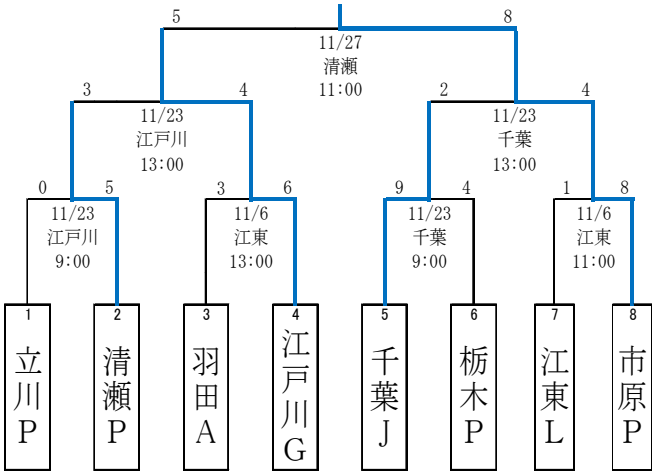 5 8
11/27
清瀬
11:00
3 4 2 4
11/23 11/23
江戸川 千葉
13:00 13:00
0 5 3 6 9 4 1 8
11/23 11/6 11/23 11/6
江戸川 江東 千葉 江東
9:00 13:00 9:00 11:00
1 2 3 4 5 6 7 8
立川P
清瀬P
羽田A
江戸川G
千葉J
栃木P
江東L
市原P